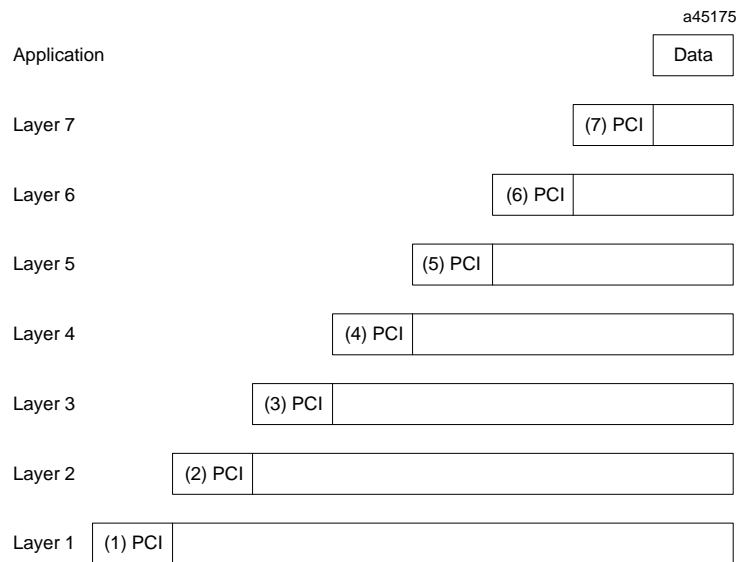 a45175
Application Data
Layer 7 (7) PCI
Layer 6 (6) PCI
Layer 5 (5) PCI
Layer 4 (4) PCI
Layer 3 (3) PCI
Layer 2 (2) PCI
Layer 1 (1) PCI